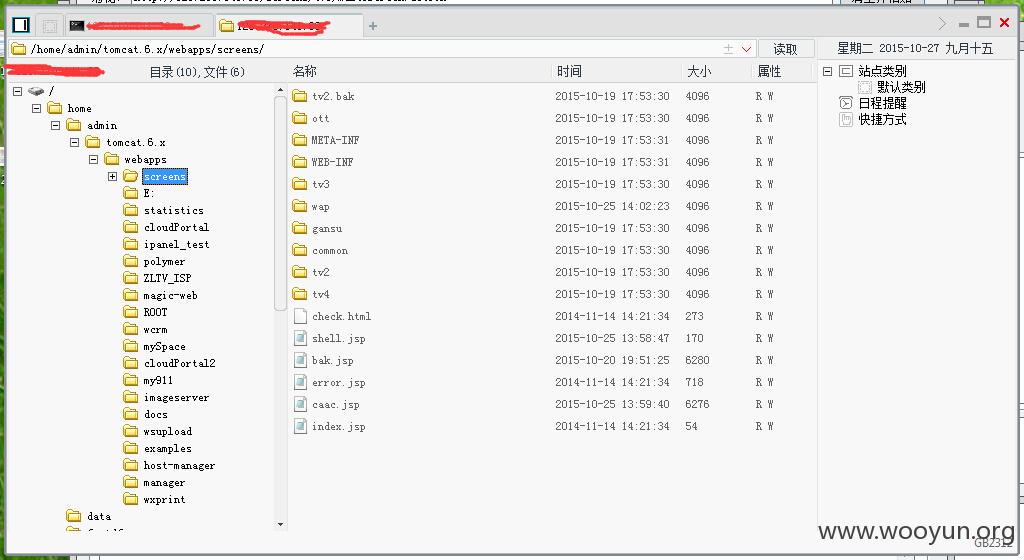 /home/admin/tomcat.6.x/webapps/screens/
读取
星期二 2015-10-27 九月十五
目录(10),文件(6)
名称 时间 大小 属性
/
home
admin
tomcat.6.x
webapps
screens
E:
statistics
cloudPortal
ipanel_test
polymer
ZLTV_ISP
magic-web
ROOT
wcrm
mySpace
cloudPortal2
my911
imageserver
docs
wsupload
examples
host-manager
manager
wxprint
data
tv2.bak 2015-10-19 17:53:30 4096 R W
ott 2015-10-19 17:53:30 4096 R W
META-INF 2015-10-19 17:53:31 4096 R W
WEB-INF 2015-10-19 17:53:31 4096 R W
tv3 2015-10-19 17:53:30 4096 R W
wap 2015-10-25 14:02:23 4096 R W
gansu 2015-10-19 17:53:30 4096 R W
common 2015-10-19 17:53:30 4096 R W
tv2 2015-10-19 17:53:30 4096 R W
tv4 2015-10-19 17:53:30 4096 R W
check.html 2014-11-14 14:21:34 273 R W
shell.jsp 2015-10-25 13:58:47 170 R W
bak.jsp 2015-10-20 19:51:25 6280 R W
error.jsp 2014-11-14 14:21:34 718 R W
caac.jsp 2015-10-25 13:59:40 6276 R W
index.jsp 2014-11-14 14:21:34 54 R W
站点类别
默认类别
日程提醒
快捷方式
www.wooyun.org
GB2312